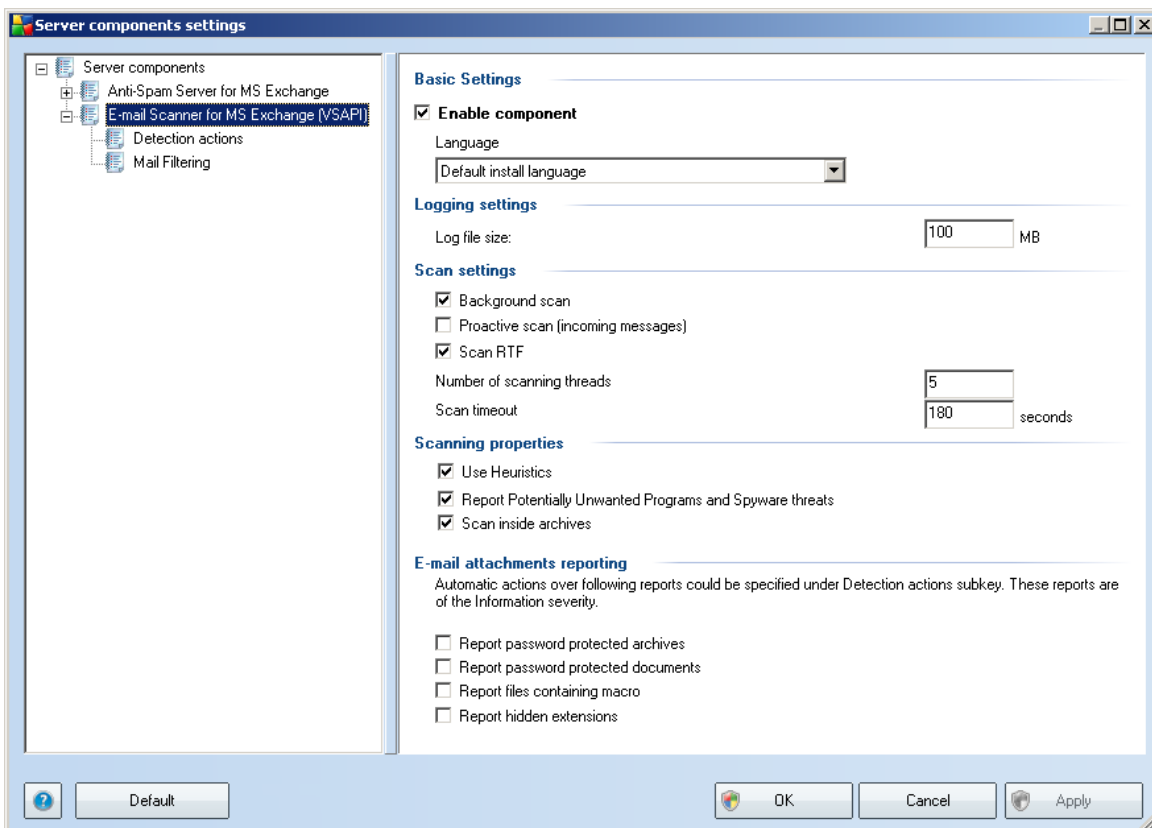 Server components settings
Server components
Anti-Spam Server for MS Exchange
E-mail Scanner for MS Exchange (VSAPI)
Detection actions
Mail Filtering
Basic Settings
Enable component
Language
Default install language
Logging settings
Log file size: 100 MB
Scan settings
Background scan
Proactive scan (incoming messages)
Scan RTF
Number of scanning threads 5
Scan timeout 180 seconds
Scanning properties
Use Heuristics
Report Potentially Unwanted Programs and Spyware threats
Scan inside archives
E-mail attachments reporting
Automatic actions over following reports could be specified under Detection actions subkey. These reports are
of the Information severity.
Report password protected archives
Report password protected documents
Report files containing macro
Report hidden extensions
? Default OK Cancel Apply